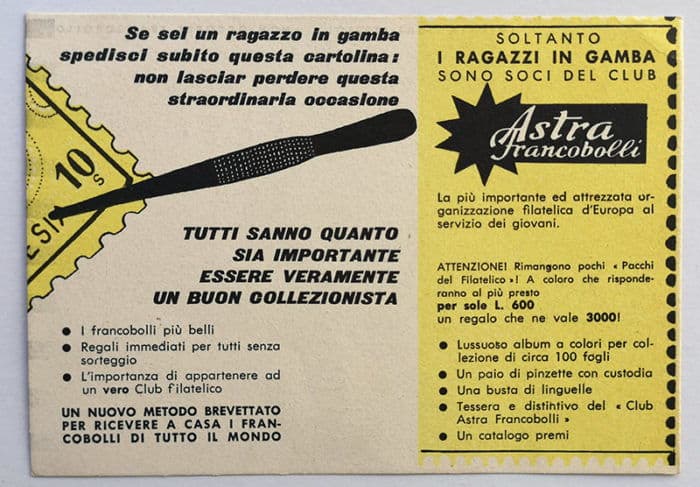 Se sei un ragazzo in gamba
spedisci subito questa cartolina:
non lasciar perdere questa
straordinaria occasione
10
S
ESIA
TUTTI SANNO QUANTO
SIA IMPORTANTE
ESSERE VERAMENTE
UN BUON COLLEZIONISTA
● I francobolli più belli
● Regali immediati per tutti senza
sorteggio
● L'importanza di appartenere ad
un vero Club filatelico
UN NUOVO METODO BREVETTATO
PER RICEVERE A CASA I FRAN-
COBOLLI DI TUTTO IL MONDO
SOLTANTO
I RAGAZZI IN GAMBA
SONO SOCI DEL CLUB
Astra
francobolli
La più importante ed attrezzata or-
ganizzazione filatelica d'Europa al
servizio dei giovani.
ATTENZIONE! Rimangono pochi « Pacchi
del Filatelico »! A coloro che risponde-
ranno al più presto
per sole L. 600
un regalo che ne vale 3000!
● Lussuoso album a colori per col-
lezione di circa 100 fogli
● Un paio di pinzette con custodia
● Una busta di linguelle
● Tessera e distintivo del « Club
Astra Francobolli »
● Un catalogo premi